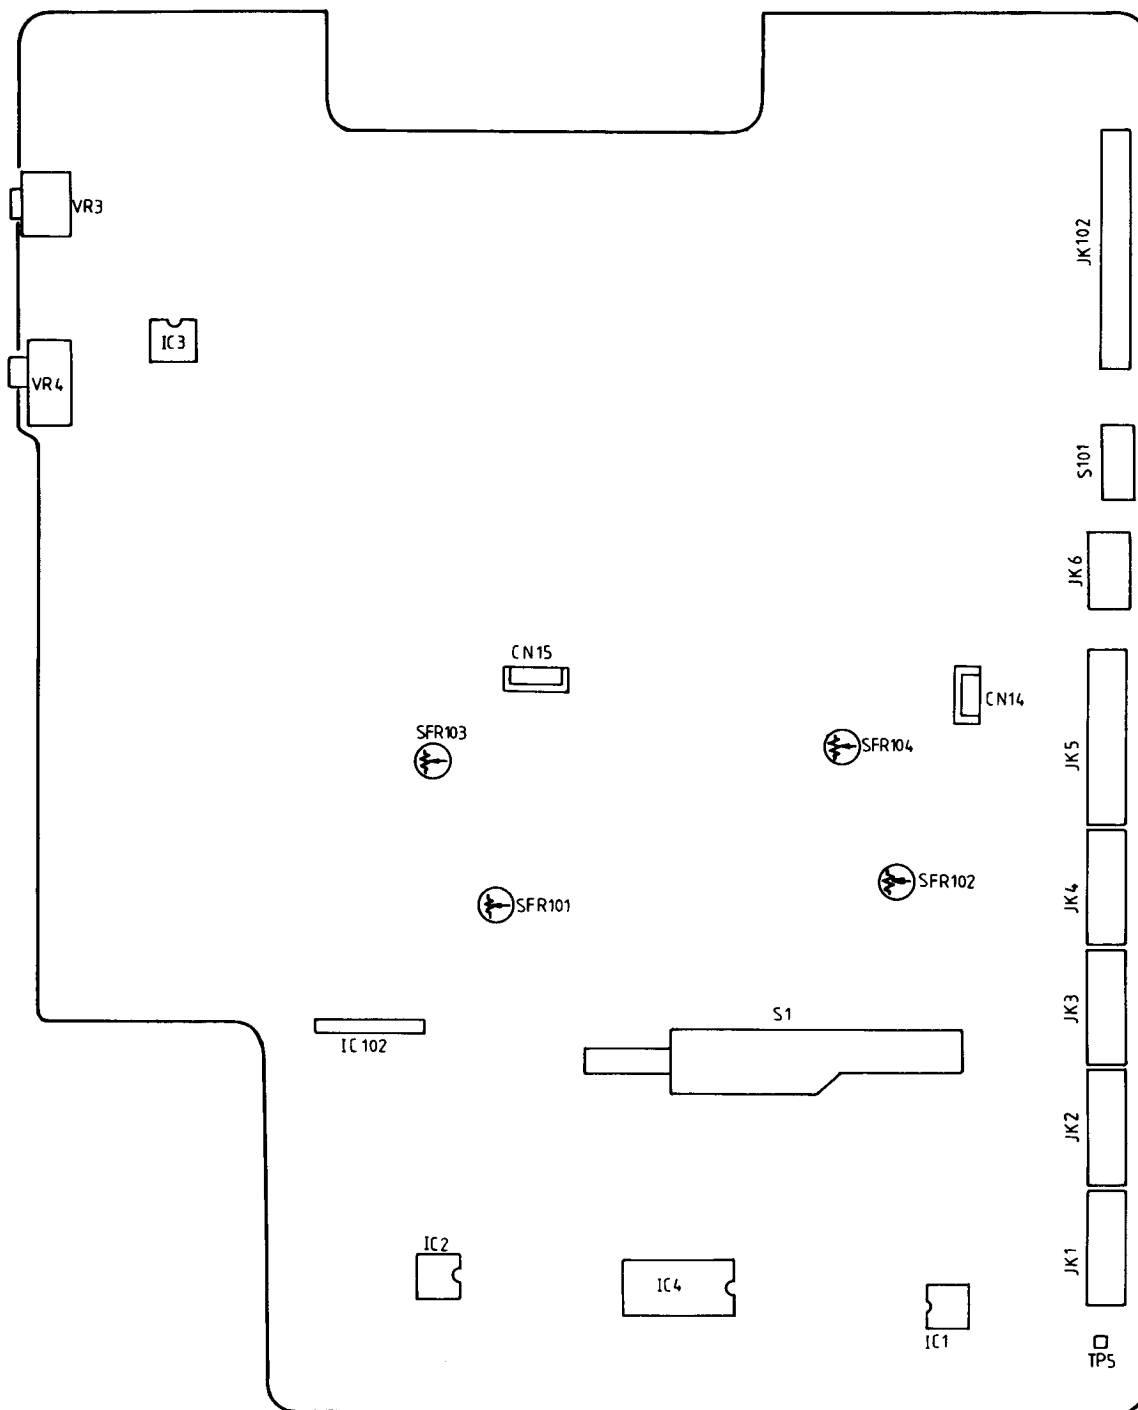 VR3
JK102
IC3
VR4
S101
JK6
CN15
CN14
SFR103
SFR104
JK5
SFR102
JK4
SFR101
JK3
S1
IC102
JK2
IC2
IC4
JK1
IC1
TP5